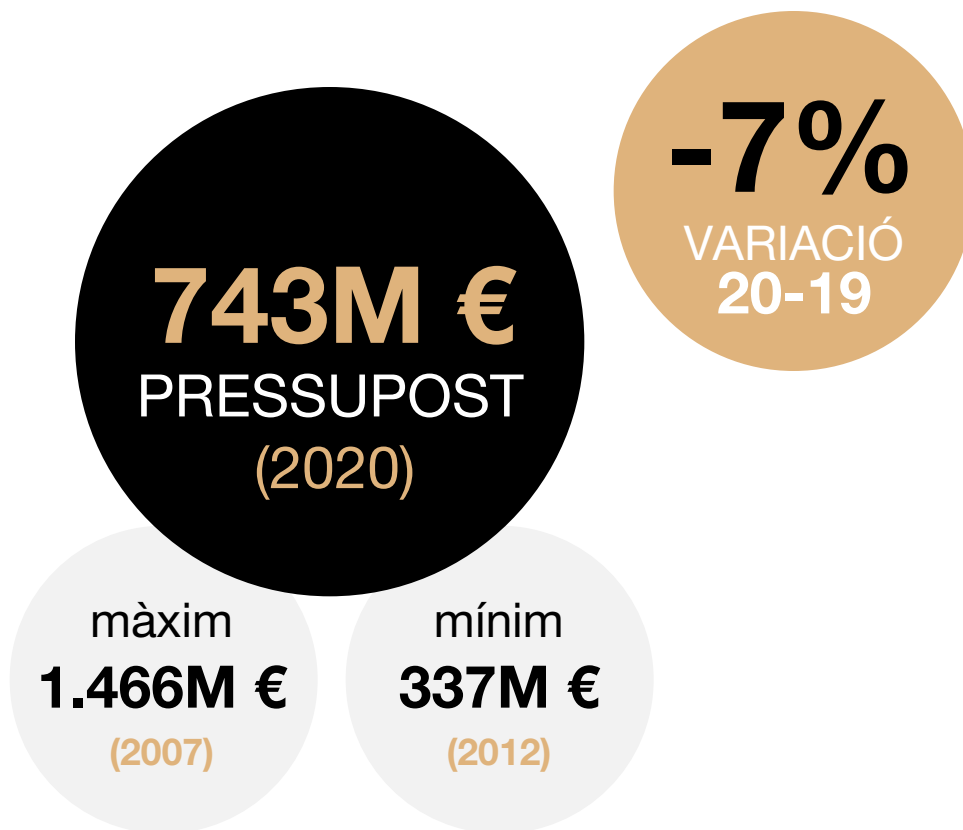 -7%
VARIACIÓ
20-19
743M €
PRESSUPOST
(2020)
màxim
1.466M €
(2007)
mínim
337M €
(2012)